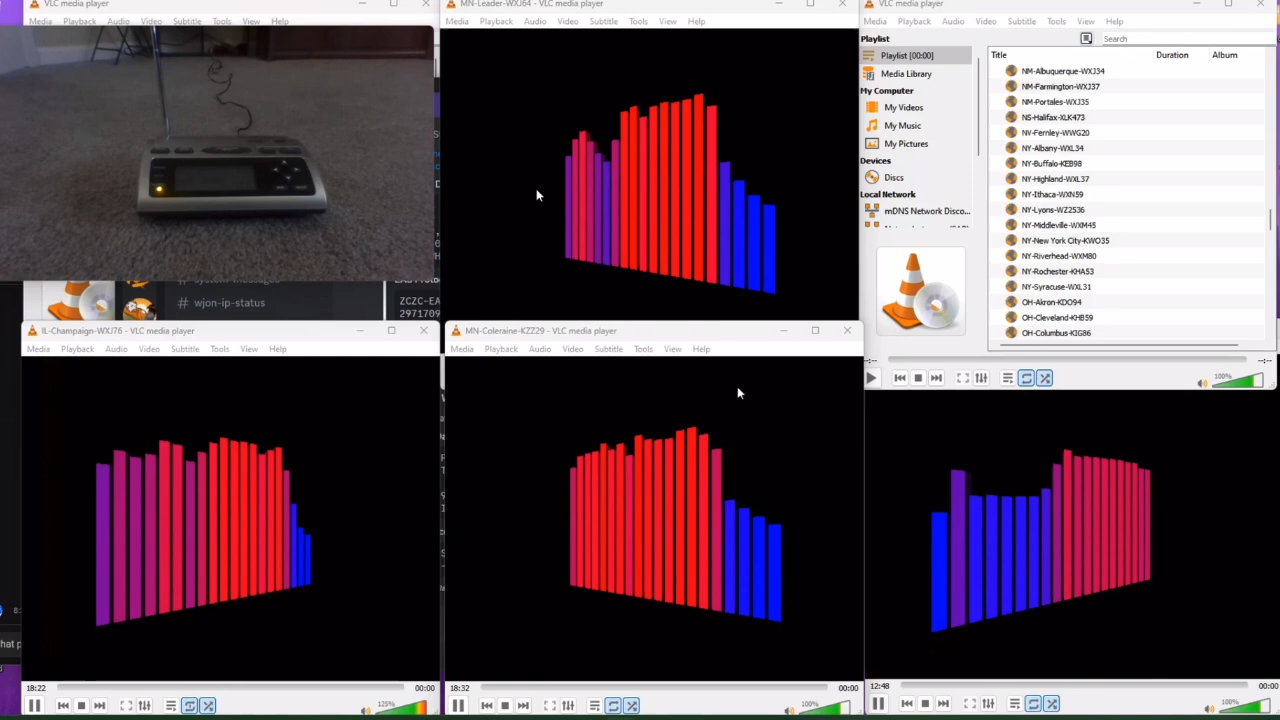 VLC media player
Media Playback Audio Video Subtitle Tools View Help
system-messages
# wjon-ip-status
ZCZC-EA
2971709
MN-Leader-WXJ64 - VLC media player
Media Playback Audio Video Subtitle Tools View Help
VLC media player
Media Playback Audio Video Subtitle Tools View Help
Playlist
Search
Playlist [00:00]
Media Library
My Computer
My Videos
My Music
My Pictures
Devices
Discs
Local Network
mDNS Network Disco...
Title Duration Album
NM-Albuquerque-WXJ34
NM-Farmington-WXJ37
NM-Portales-WXJ35
NS-Halifax-XLK473
NV-Fernley-WWG20
NY-Albany-WXL34
NY-Buffalo-KEB98
NY-Highland-WXL37
NY-Ithaca-WXN59
NY-Lyons-WZ2536
NY-Middleville-WXM45
NY-New York City-KWO35
NY-Riverhead-WXM80
NY-Rochester-KHA53
NY-Syracuse-WXL31
OH-Akron-KDO94
OH-Cleveland-KHB59
OH-Columbus-KIG86
--:--
--:--
100%
IL-Champaign-WXJ76 - VLC media player
Media Playback Audio Video Subtitle Tools View Help
18:22 00:00
125%
MN-Coleraine-KZZ29 - VLC media player
Media Playback Audio Video Subtitle Tools View Help
18:32 00:00
100%
12:48 00:00
100%
hat p